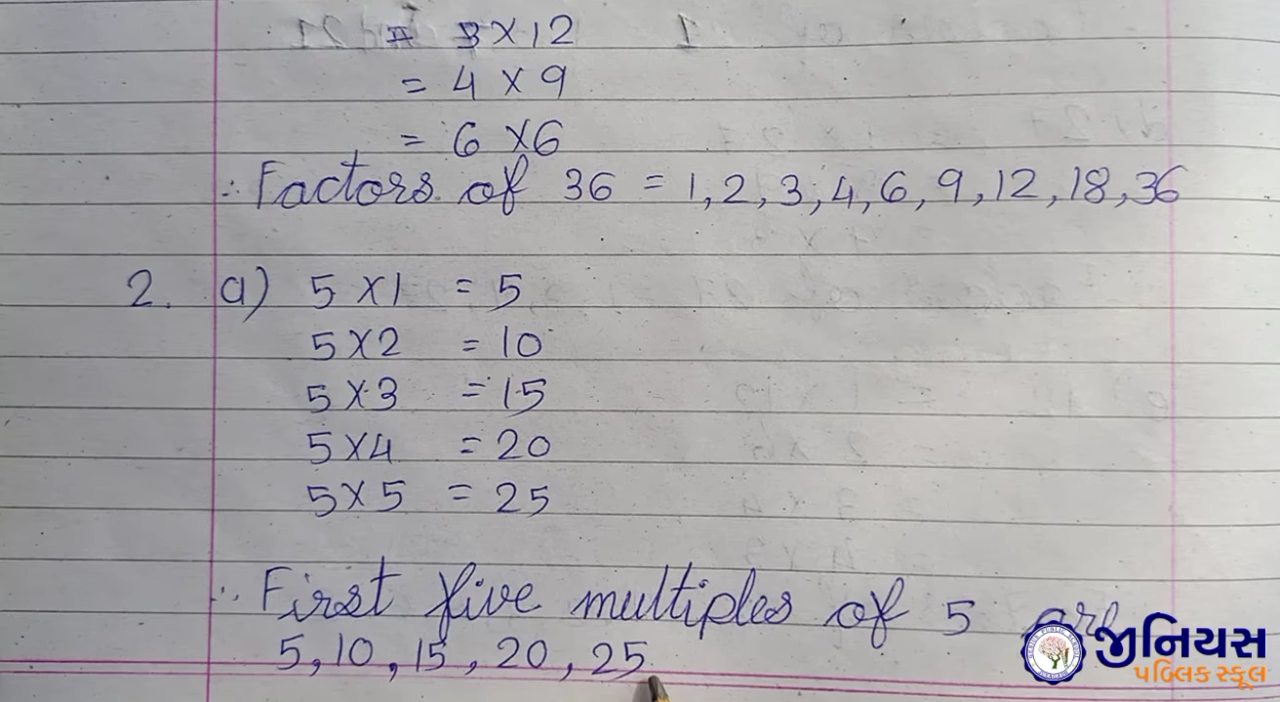 = 3 × 12
= 4 × 9
= 6 × 6
∴ Factors of 36 = 1, 2, 3, 4, 6, 9, 12, 18, 36
2. a) 5 × 1 = 5
5 × 2 = 10
5 × 3 = 15
5 × 4 = 20
5 × 5 = 25
∴ First five multiples of 5 are
5, 10, 15, 20, 25
જીનિયસ
પબ્લિક સ્કૂલ